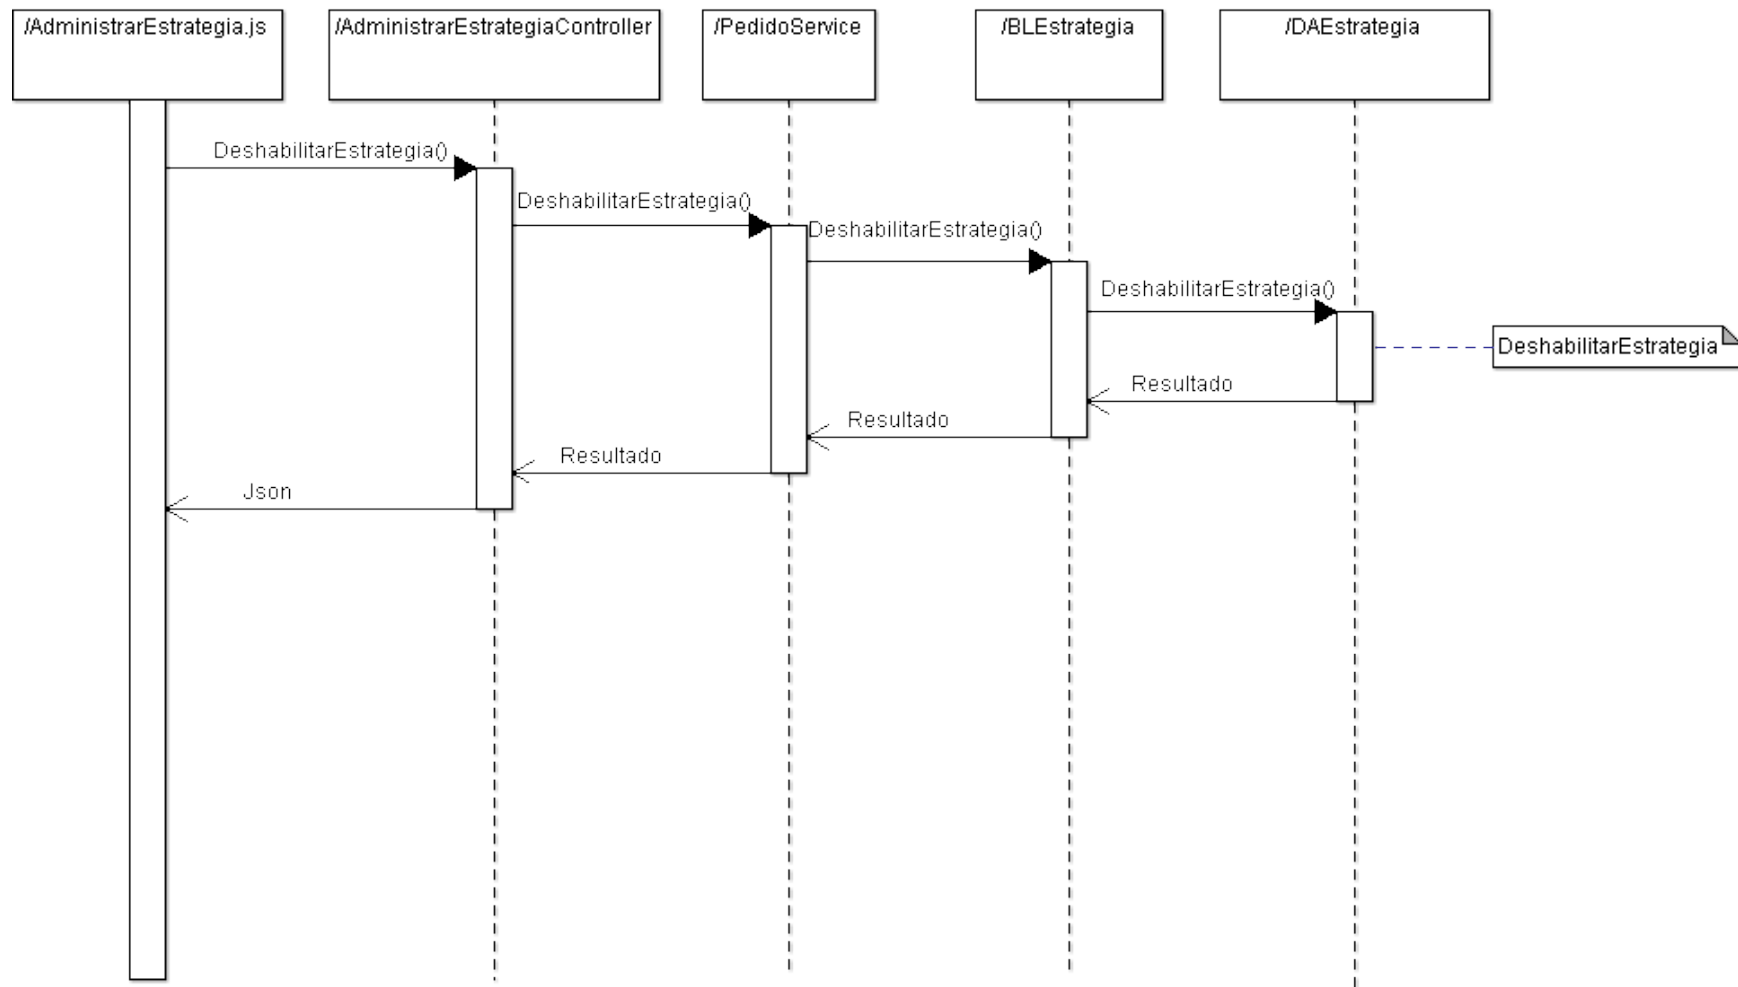 /AdministrarEstrategia.js
/AdministrarEstrategiaController
/PedidoService
/BLEstrategia
/DAEstrategia
DeshabilitarEstrategia()
DeshabilitarEstrategia()
DeshabilitarEstrategia()
DeshabilitarEstrategia()
DeshabilitarEstrategia
Resultado
Resultado
Resultado
Json